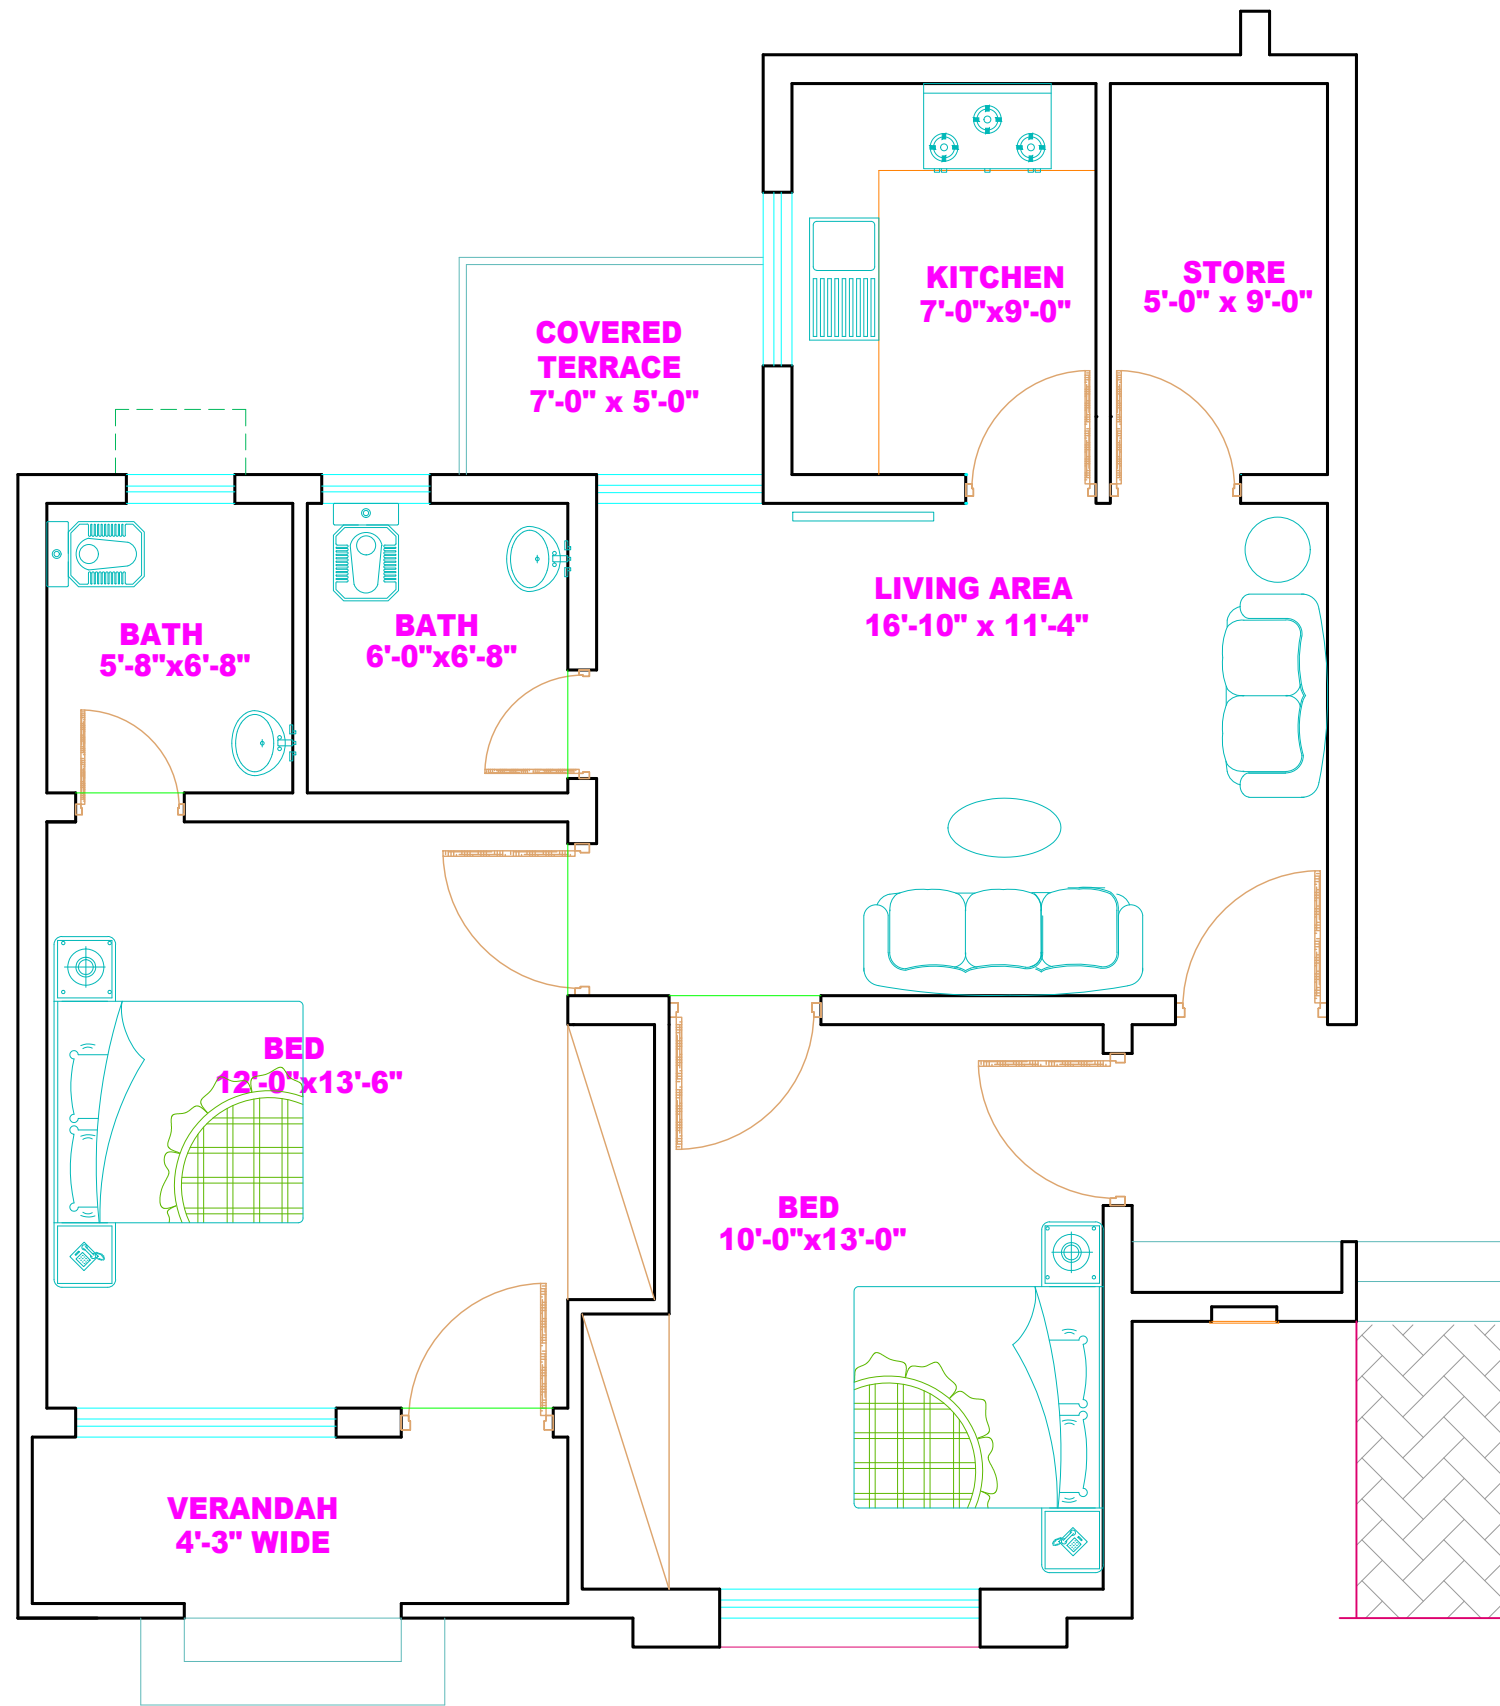 KITCHEN
7'-0"x9'-0"
STORE
5'-0" x 9'-0"
COVERED
TERRACE
7'-0" x 5'-0"
LIVING AREA
16'-10" x 11'-4"
BATH
5'-8"x6'-8"
BATH
6'-0"x6'-8"
BED
12'-0"x13'-6"
BED
10'-0"x13'-0"
VERANDAH
4'-3" WIDE